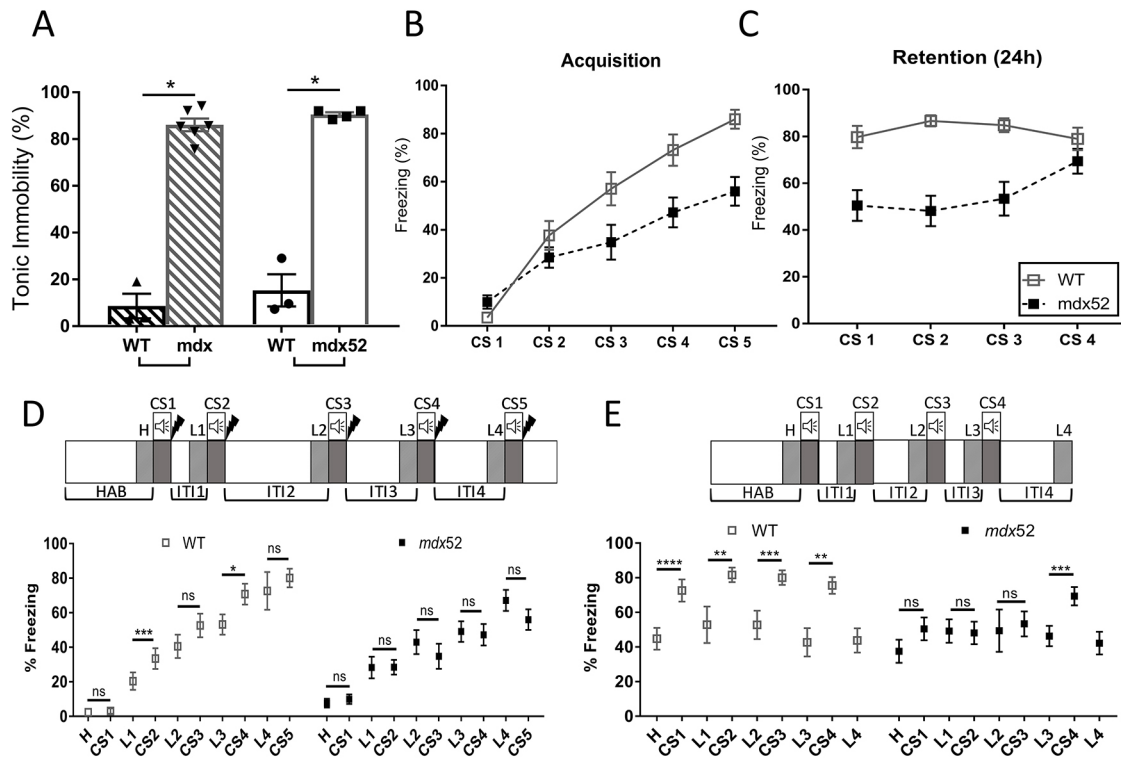 A
Tonic Immobility (%)
100
80
60
40
20
0
*
*
WT
mdx
WT
mdx52
B
Acquisition
Freezing (%)
100
80
60
40
20
0
CS 1
CS 2
CS 3
CS 4
CS 5
C
Retention (24h)
Freezing (%)
100
80
60
40
20
0
CS 1
CS 2
CS 3
CS 4
WT
mdx52
D
H
CS1
L1
CS2
L2
CS3
L3
CS4
L4
CS5
HAB
ITI1
ITI2
ITI3
ITI4
WT
mdx52
% Freezing
100
80
60
40
20
0
ns
***
ns
*
ns
ns
ns
ns
ns
ns
H
CS1
L1
CS2
L2
CS3
L3
CS4
L4
CS5
H
CS1
L1
CS2
L2
CS3
L3
CS4
L4
CS5
E
H
CS1
L1
CS2
L2
CS3
L3
CS4
L4
HAB
ITI1
ITI2
ITI3
ITI4
WT
mdx52
% Freezing
100
80
60
40
20
0
****
**
***
**
ns
ns
ns
***
H
CS1
L1
CS2
L2
CS3
L3
CS4
L4
H
CS1
L1
CS2
L2
CS3
L3
CS4
L4